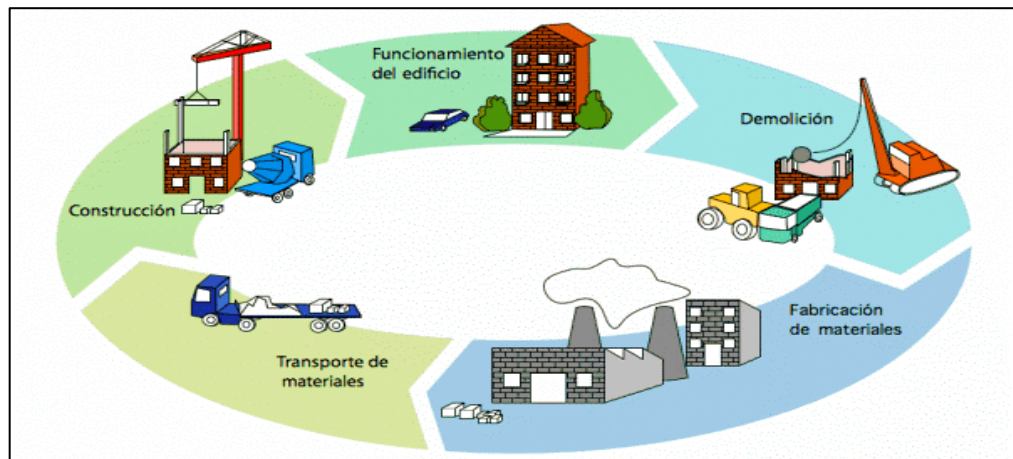 Funcionamiento
del edificio
Demolición
Construcción
Fabricación
de materiales
Transporte de
materiales